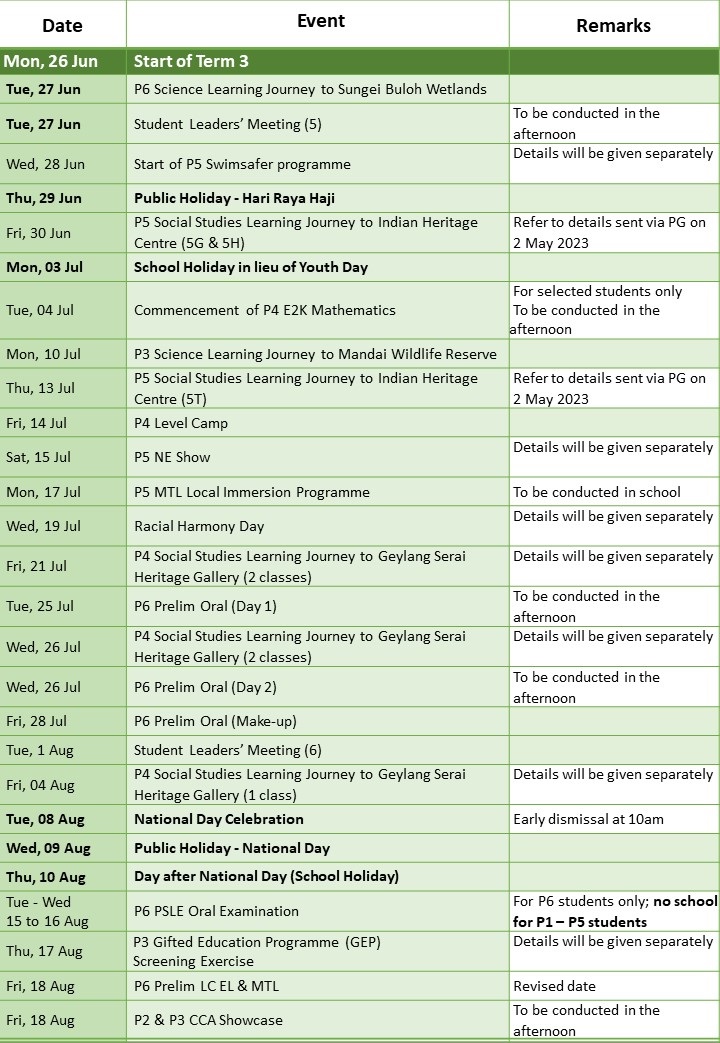 Date Event Remarks
Mon, 26 Jun Start of Term 3
Tue, 27 Jun P6 Science Learning Journey to Sungei Buloh Wetlands
Tue, 27 Jun Student Leaders' Meeting (5) To be conducted in the
afternoon
Wed, 28 Jun Start of P5 Swimsafer programme Details will be given separately
Thu, 29 Jun Public Holiday - Hari Raya Haji
Fri, 30 Jun P5 Social Studies Learning Journey to Indian Heritage
Centre (5G & 5H) Refer to details sent via PG on
2 May 2023
Mon, 03 Jul School Holiday in lieu of Youth Day
Tue, 04 Jul Commencement of P4 E2K Mathematics For selected students only
To be conducted in the
afternoon
Mon, 10 Jul P3 Science Learning Journey to Mandai Wildlife Reserve
Thu, 13 Jul P5 Social Studies Learning Journey to Indian Heritage
Centre (5T) Refer to details sent via PG on
2 May 2023
Fri, 14 Jul P4 Level Camp
Sat, 15 Jul P5 NE Show Details will be given separately
Mon, 17 Jul P5 MTL Local Immersion Programme To be conducted in school
Wed, 19 Jul Racial Harmony Day Details will be given separately
Fri, 21 Jul P4 Social Studies Learning Journey to Geylang Serai
Heritage Gallery (2 classes) Details will be given separately
Tue, 25 Jul P6 Prelim Oral (Day 1) To be conducted in the
afternoon
Wed, 26 Jul P4 Social Studies Learning Journey to Geylang Serai
Heritage Gallery (2 classes) Details will be given separately
Wed, 26 Jul P6 Prelim Oral (Day 2) To be conducted in the
afternoon
Fri, 28 Jul P6 Prelim Oral (Make-up)
Tue, 1 Aug Student Leaders' Meeting (6)
Fri, 04 Aug P4 Social Studies Learning Journey to Geylang Serai
Heritage Gallery (1 class) Details will be given separately
Tue, 08 Aug National Day Celebration Early dismissal at 10am
Wed, 09 Aug Public Holiday - National Day
Thu, 10 Aug Day after National Day (School Holiday)
Tue - Wed
15 to 16 Aug P6 PSLE Oral Examination For P6 students only; no school
for P1 – P5 students
Thu, 17 Aug P3 Gifted Education Programme (GEP)
Screening Exercise Details will be given separately
Fri, 18 Aug P6 Prelim LC EL & MTL Revised date
Fri, 18 Aug P2 & P3 CCA Showcase To be conducted in the
afternoon